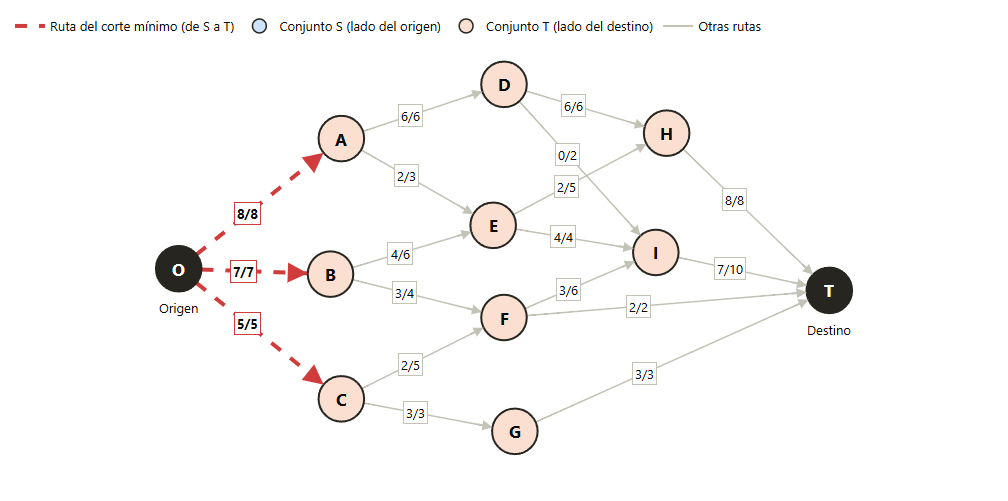 Ruta del corte mínimo (de S a T)
Conjunto S (lado del origen)
Conjunto T (lado del destino)
Otras rutas
D
6/6
6/6
H
A
0/2
2/3
2/5
8/8
8/8
E
4/4
I
4/6
O
7/7
B
7/10
Origen
3/4
3/6
T
2/2
F
Destino
5/5
2/5
3/3
C
3/3
G